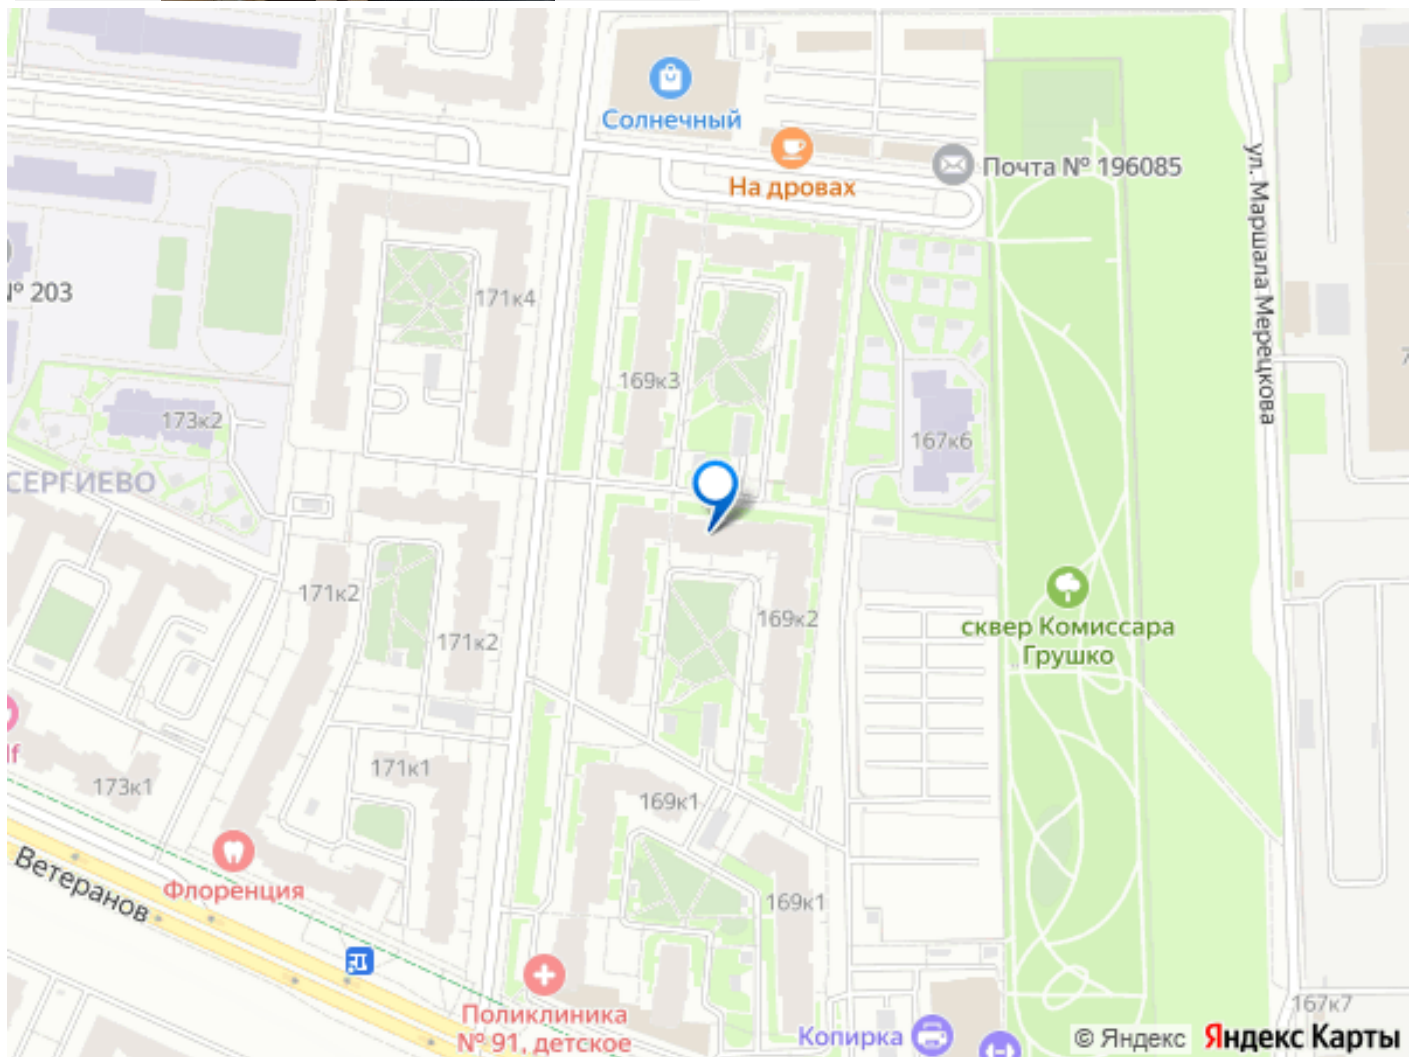 Солнечный
На дровах
Почта № 196085
ул. Маршала Мерецкова
№ 203
171к4
169к3
173к2
167к6
СЕРГИЕВО
171к2
169к2
171к2
сквер Комиссара
Грушко
173к1
171к1
169к1
Ветеранов
Флоренция
169к1
Поликлиника
№ 91, детское
Копирка
167к7
© Яндекс
Яндекс Карты